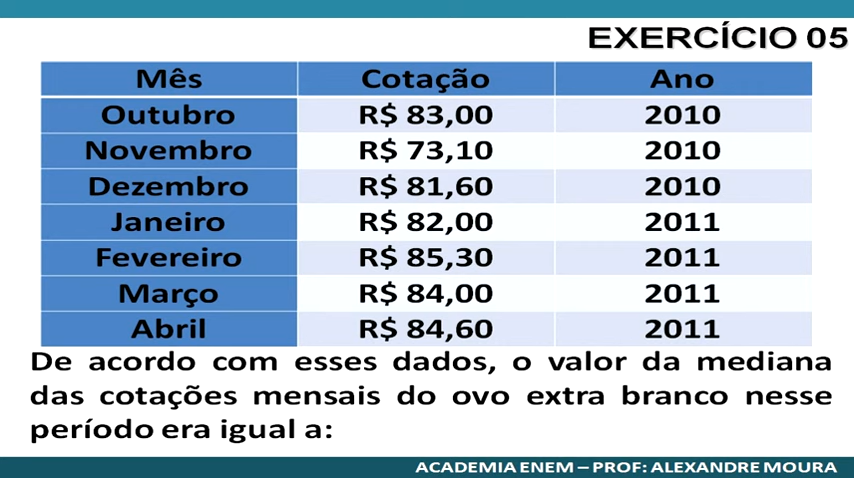 EXERCÍCIO 05
Mês Cotação Ano
Outubro R$ 83,00 2010
Novembro R$ 73,10 2010
Dezembro R$ 81,60 2010
Janeiro R$ 82,00 2011
Fevereiro R$ 85,30 2011
Março R$ 84,00 2011
Abril R$ 84,60 2011
De acordo com esses dados, o valor da mediana
das cotações mensais do ovo extra branco nesse
período era igual a:
ACADEMIA ENEM – PROF: ALEXANDRE MOURA